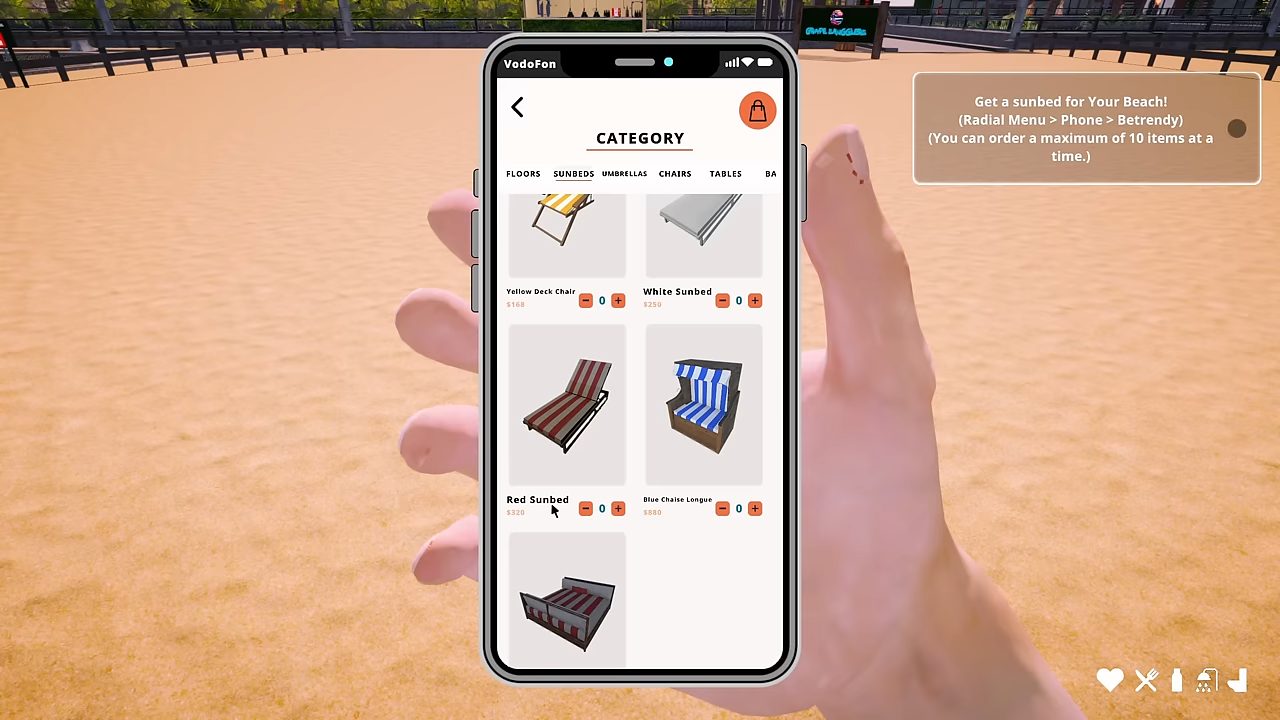 VodoFon
CATEGORY
FLOORS SUNBEDS UMBRELLAS CHAIRS TABLES BA
Yellow Deck Chair
$168
0
White Sunbed
$250
0
Red Sunbed
$320
0
Blue Chaise Longue
$880
0
Get a sunbed for Your Beach!
(Radial Menu > Phone > Betrendy)
(You can order a maximum of 10 items at a
time.)